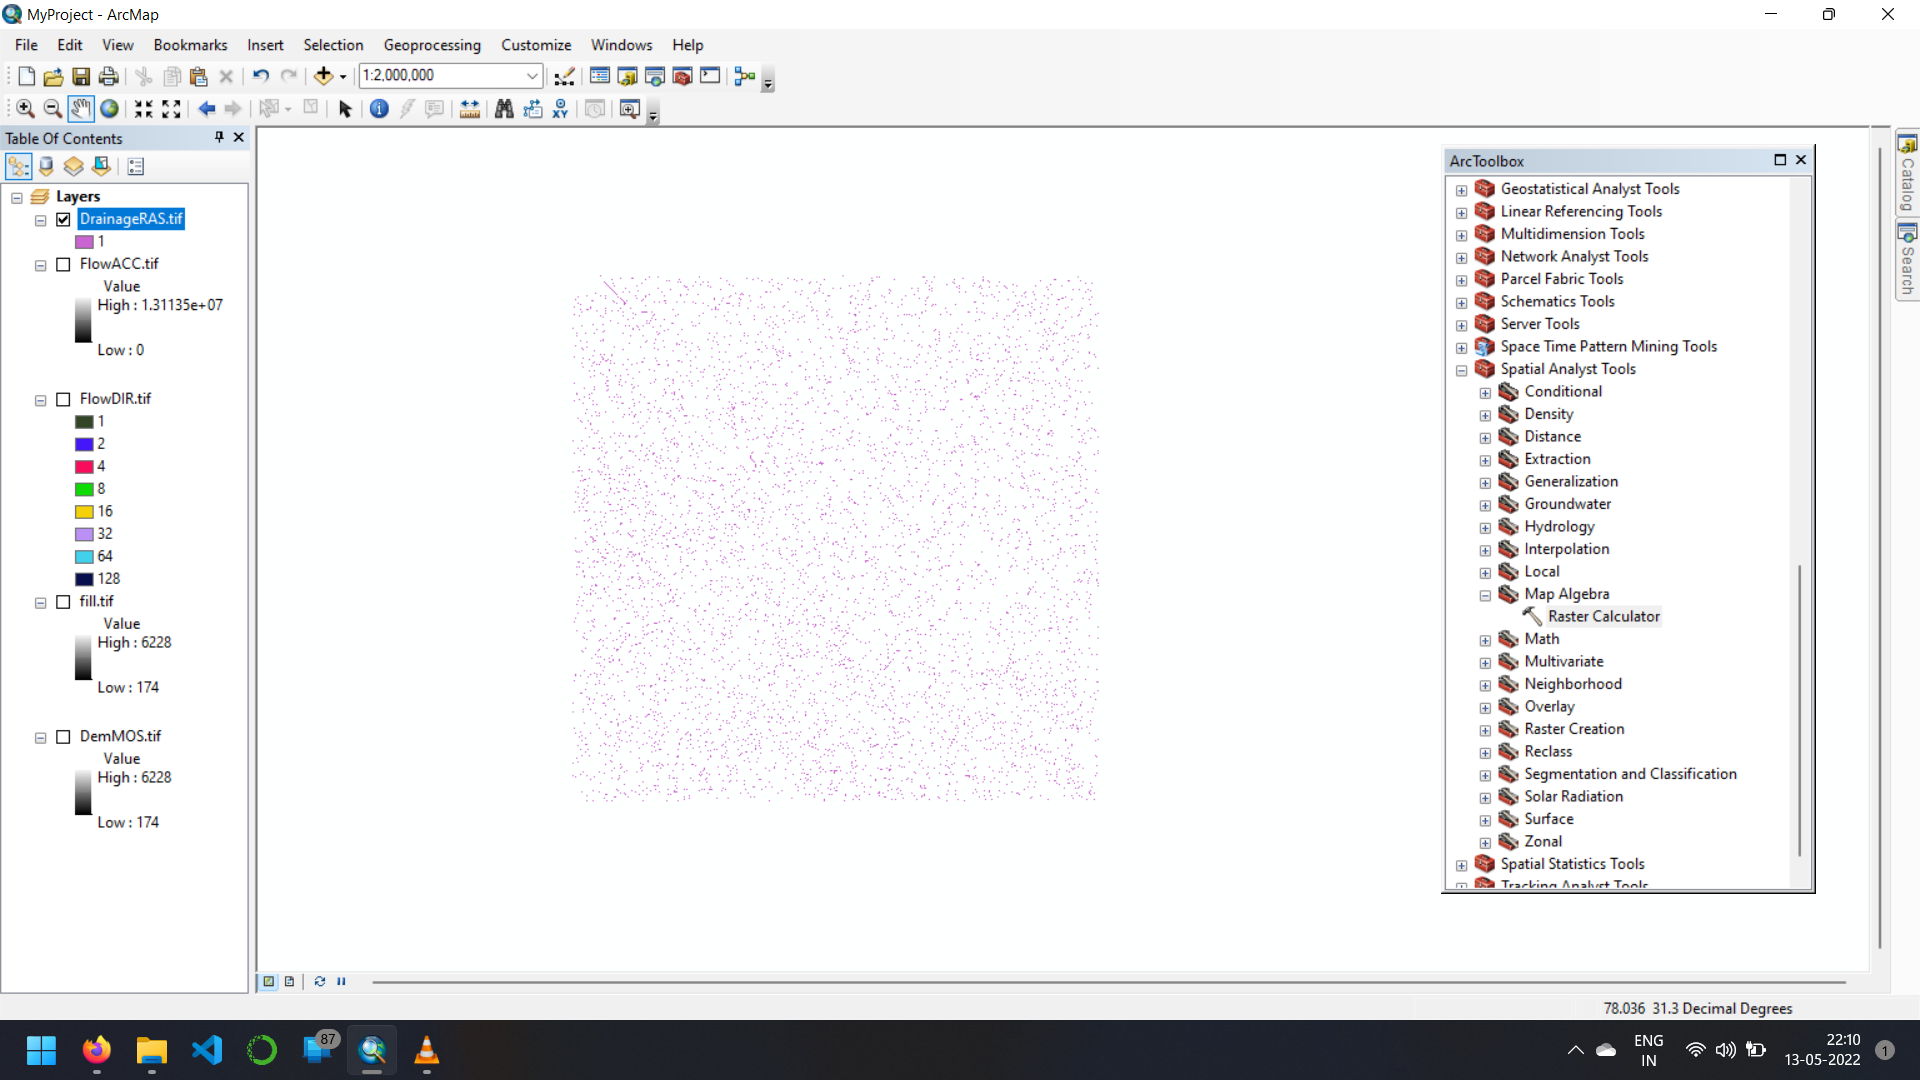 MyProject - ArcMap
File Edit View Bookmarks Insert Selection Geoprocessing Customize Windows Help
1:2,000,000
Table Of Contents
Layers
DrainageRAS.tif
1
FlowACC.tif
Value
High : 1.31135e+07
Low : 0
FlowDIR.tif
1
2
4
8
16
32
64
128
fill.tif
Value
High : 6228
Low : 174
DemMOS.tif
Value
High : 6228
Low : 174
ArcToolbox
Geostatistical Analyst Tools
Linear Referencing Tools
Multidimension Tools
Network Analyst Tools
Parcel Fabric Tools
Schematics Tools
Server Tools
Space Time Pattern Mining Tools
Spatial Analyst Tools
Conditional
Density
Distance
Extraction
Generalization
Groundwater
Hydrology
Interpolation
Local
Map Algebra
Raster Calculator
Math
Multivariate
Neighborhood
Overlay
Raster Creation
Reclass
Segmentation and Classification
Solar Radiation
Surface
Zonal
Spatial Statistics Tools
Tracking Analyst Tools
Catalog
Search
78.036 31.3 Decimal Degrees
87
ENG
IN
22:10
13-05-2022
1